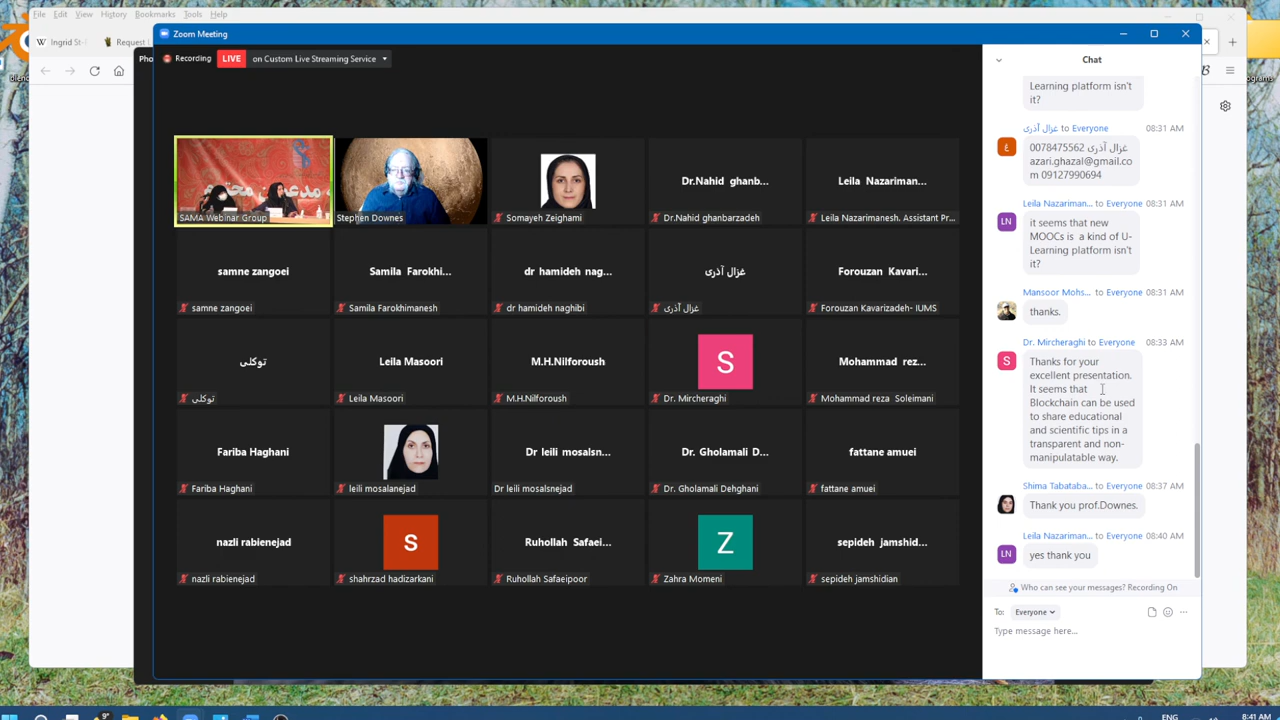 File Edit View History Bookmarks Tools Help
Zoom Meeting
Recording LIVE on Custom Live Streaming Service
SAMA Webinar Group
Stephen Downes
Somayeh Zeighami
Dr.Nahid ghanb...
Dr.Nahid ghanbarzadeh
Leila Nazariman...
Leila Nazarimanesh. Assistant Pr...
samne zangoei
samne zangoei
Samila Farokhi...
Samila Farokhimanesh
dr hamideh nag...
dr hamideh naghibi
غزال آذری
غزال آذری
Forouzan Kavari...
Forouzan Kavarizadeh- IUMS
توکلی
توکلی
Leila Masoori
Leila Masoori
M.H.Nilforoush
M.H.Nilforoush
S
Dr. Mircheraghi
Mohammad rez...
Mohammad reza Soleimani
Fariba Haghani
Fariba Haghani
leili mosalanejad
Dr leili mosalsn...
Dr leili mosalsnejad
Dr. Gholamali D...
Dr. Gholamali Dehghani
fattane amuei
fattane amuei
nazli rabienejad
nazli rabienejad
S
shahrzad hadizarkani
Ruhollah Safaei...
Ruhollah Safaeipoor
Z
Zahra Momeni
sepideh jamshid...
sepideh jamshidian
Chat
Learning platform isn't
it?
غزال آذری to Everyone 08:31 AM
غ
0078475562 غزال آذری
azari.ghazal@gmail.co
m 09127990694
Leila Nazariman... to Everyone 08:31 AM
LN
it seems that new
MOOCs is a kind of U-
Learning platform isn't
it?
Mansoor Mohs... to Everyone 08:31 AM
thanks.
Dr. Mircheraghi to Everyone 08:33 AM
S
Thanks for your
excellent presentation.
It seems that
Blockchain can be used
to share educational
and scientific tips in a
transparent and non-
manipulatable way.
Shima Tabataba... to Everyone 08:37 AM
Thank you prof.Downes.
Leila Nazariman... to Everyone 08:40 AM
LN
yes thank you
Who can see your messages? Recording On
To: Everyone
Type message here...
ENG
8:41 AM